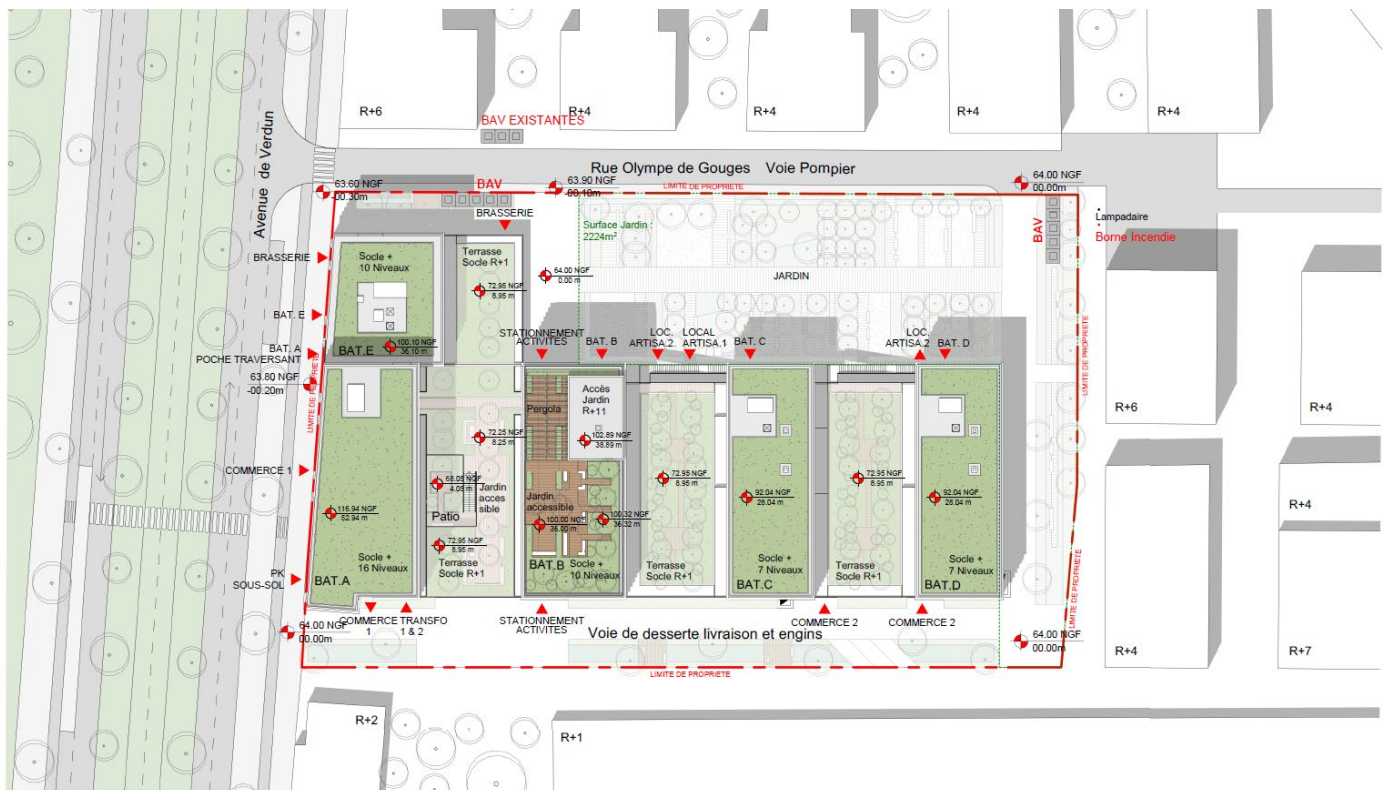 R+6
R+4
R+4
R+4
R+4
BAV EXISTANTES
Avenue de Verdun
Rue Olympe de Gouges Voie Pompier
63.60 NGF
-00.30m
BAV
63.90 NGF
-00.10m
LIMITE DE PROPRIETE
64.00 NGF
00.00m
BRASSERIE
BAV
Lampadaire
Borne Incendie
Surface Jardin :
2224m²
BRASSERIE
Socle +
10 Niveaux
Terrasse
Socle R+1
64.00 NGF
0.00 m
JARDIN
72.95 NGF
8.95 m
BAT. E
LIMITE DE PROPRIETE
STATIONNEMENT
ACTIVITES
BAT. B
LOC.
ARTISA.2.
LOCAL
ARTISA.1
BAT. C
LOC.
ARTISA.2
BAT. D
BAT. A
POCHE TRAVERSANT
BAT.E
100.10 NGF
36.10 m
63.80 NGF
-00.20m
LIMITE DE PROPRIETE
Pergola
Accès
Jardin
R+11
R+6
R+4
72.25 NGF
8.25 m
102.89 NGF
38.89 m
COMMERCE 1
68.05 NGF
4.05 m
Jardin
acces
sible
72.95 NGF
8.95 m
72.95 NGF
8.95 m
Patio
Jardin
accessible
92.04 NGF
28.04 m
92.04 NGF
28.04 m
R+4
116.94 NGF
52.94 m
100.00 NGF
36.00 m
100.32 NGF
36.32 m
72.95 NGF
8.95 m
Socle +
16 Niveaux
Terrasse
Socle R+1
BAT.B
Socle +
10 Niveaux
Terrasse
Socle R+1
Socle +
7 Niveaux
BAT.C
Terrasse
Socle R+1
Socle +
7 Niveaux
BAT.D
PK
SOUS-SOL
BAT.A
LIMITE DE PROPRIETE
COMMERCE
1
TRANSFO
1 & 2
STATIONNEMENT
ACTIVITES
COMMERCE 2
COMMERCE 2
64.00 NGF
00.00m
Voie de desserte livraison et engins
64.00 NGF
00.00m
R+4
R+7
LIMITE DE PROPRIETE
R+2
R+1